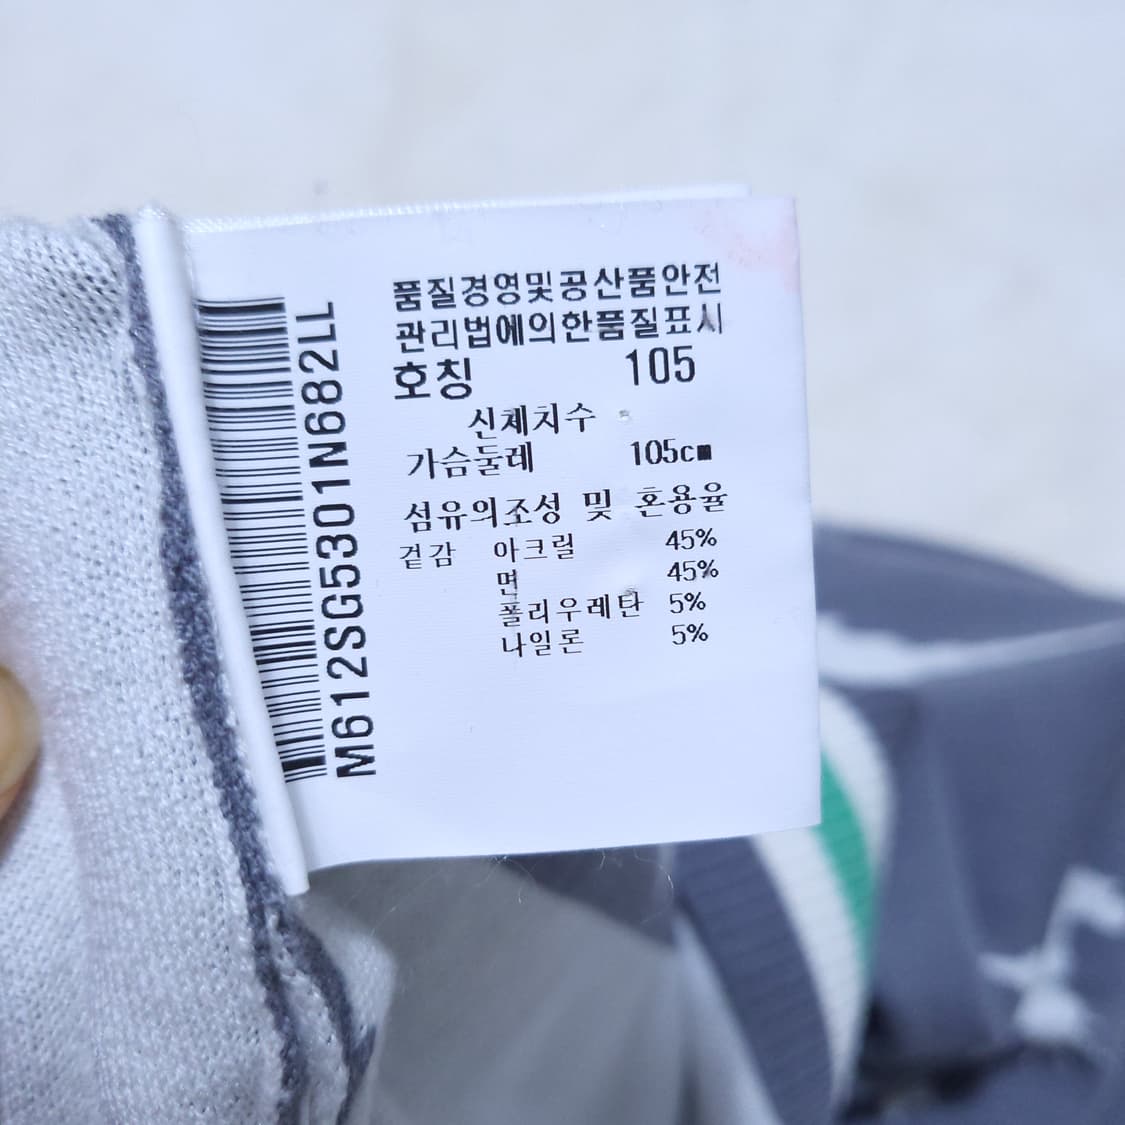 M612SG5301N682LL
품질경영및공산품안전
관리법에의한품질표시
호칭 105
신체치수
가슴둘레 105cm
섬유의조성 및 혼용율
겉감 아크릴 45%
면 45%
폴리우레탄 5%
나일론 5%